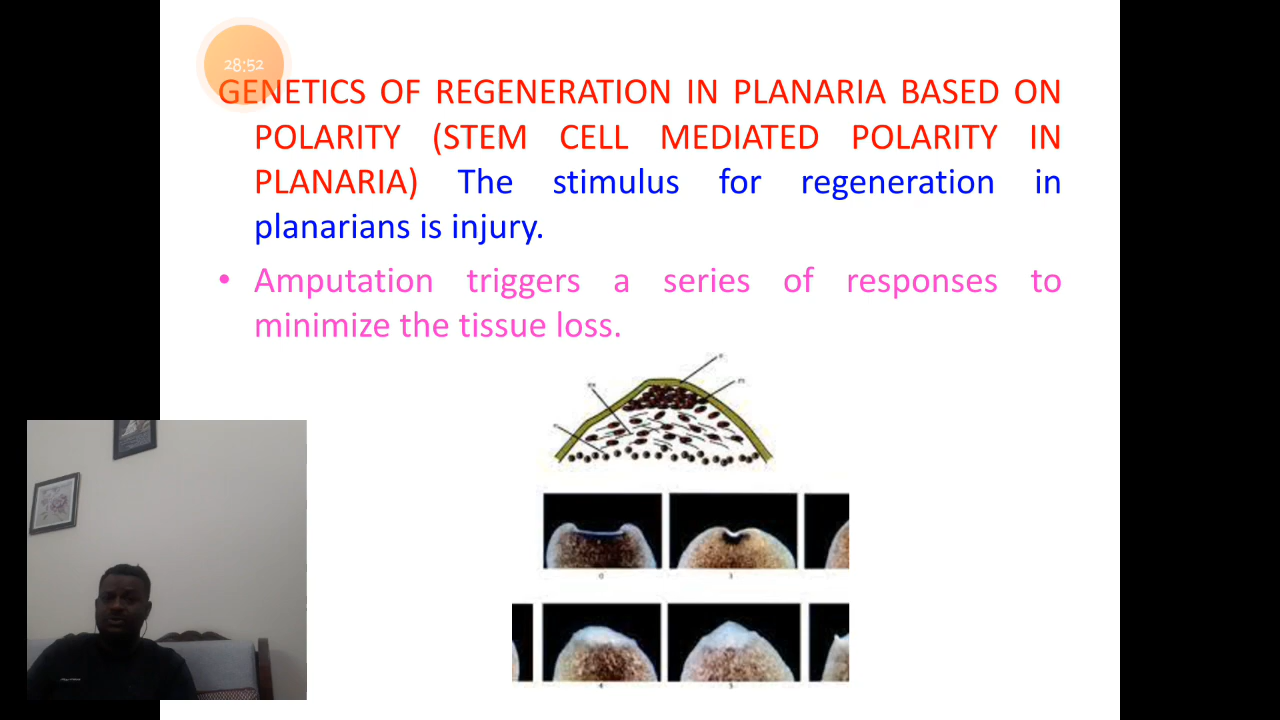 28:52
GENETICS OF REGENERATION IN PLANARIA BASED ON
POLARITY (STEM CELL MEDIATED POLARITY IN
PLANARIA) The stimulus for regeneration in
planarians is injury.
• Amputation triggers a series of responses to
minimize the tissue loss.